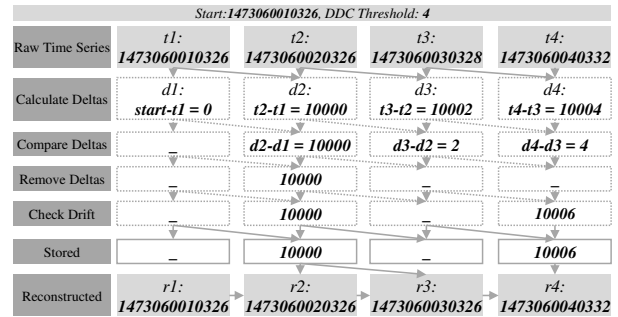 Start:1473060010326, DDC Threshold: 4
Raw Time Series
t1:
1473060010326
t2:
1473060020326
t3:
1473060030328
t4:
1473060040332
Calculate Deltas
d1:
start-t1 = 0
d2:
t2-t1 = 10000
d3:
t3-t2 = 10002
d4:
t4-t3 = 10004
Compare Deltas
_
d2-d1 = 10000
d3-d2 = 2
d4-d3 = 4
Remove Deltas
_
10000
_
_
Check Drift
_
10000
_
10006
Stored
_
10000
_
10006
Reconstructed
r1:
1473060010326
r2:
1473060020326
r3:
1473060030326
r4:
1473060040332